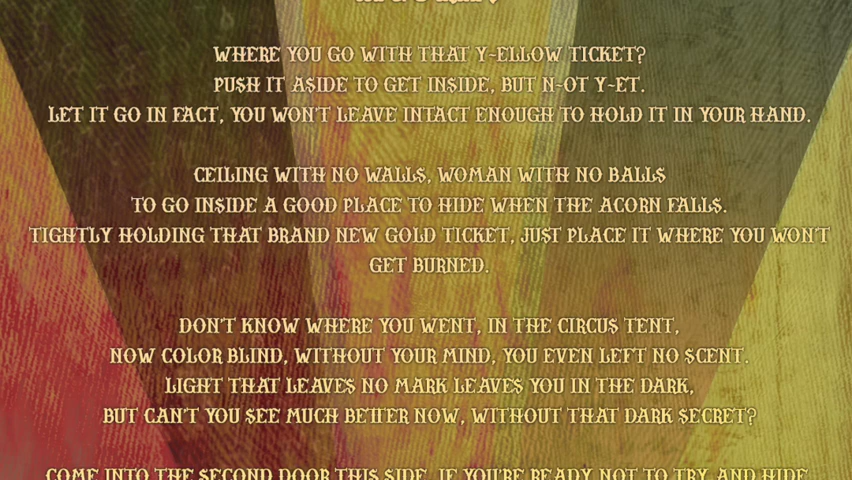 WHERE YOU GO WITH THAT Y-ELLOW TICKET?
PUSH IT ASIDE TO GET INSIDE, BUT N-OT Y-ET.
LET IT GO IN FACT, YOU WON'T LEAVE INTACT ENOUGH TO HOLD IT IN YOUR HAND.
CEILING WITH NO WALLS, WOMAN WITH NO BALLS
TO GO INSIDE A GOOD PLACE TO HIDE WHEN THE ACORN FALLS.
TIGHTLY HOLDING THAT BRAND NEW GOLD TICKET, JUST PLACE IT WHERE YOU WON'T
GET BURNED.
DON'T KNOW WHERE YOU WENT, IN THE CIRCUS TENT,
NOW COLOR BLIND, WITHOUT YOUR MIND, YOU EVEN LEFT NO SCENT.
LIGHT THAT LEAVES NO MARK LEAVES YOU IN THE DARK,
BUT CAN'T YOU SEE MUCH BETTER NOW, WITHOUT THAT DARK SECRET?
COME INTO THE SECOND DOOR THIS SIDE, IF YOU'RE READY NOT TO TRY, AND HIDE